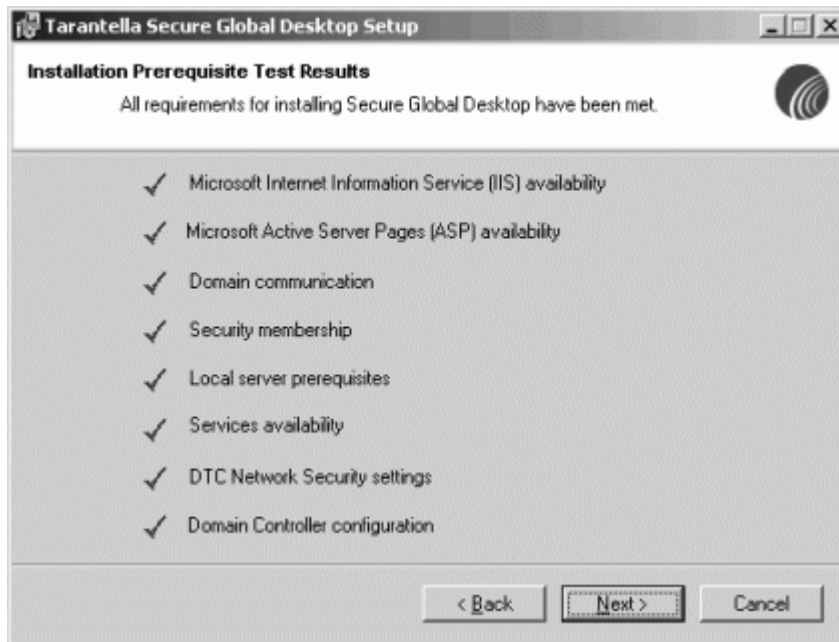 Tarantella Secure Global Desktop Setup
Installation Prerequisite Test Results
All requirements for installing Secure Global Desktop have been met.
Microsoft Internet Information Service (IIS) availability
Microsoft Active Server Pages (ASP) availability
Domain communication
Security membership
Local server prerequisites
Services availability
DTC Network Security settings
Domain Controller configuration
< Back
Next >
Cancel